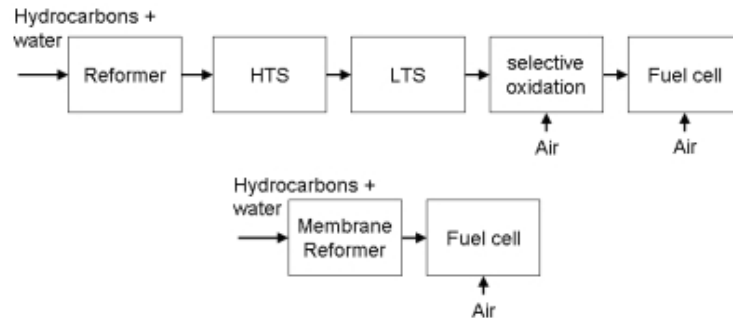 Hydrocarbons +
water
Reformer
HTS
LTS
selective
oxidation
Fuel cell
Air
Air
Hydrocarbons +
water
Membrane
Reformer
Fuel cell
Air